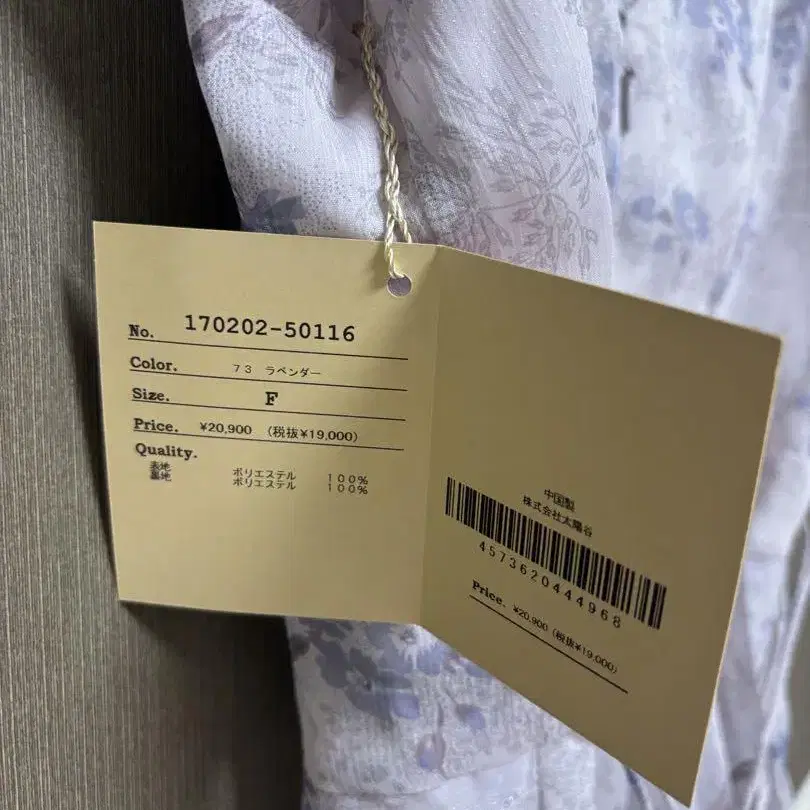 No. 170202-50116
Color. 73 ラベンダー
Size. F
Price. ¥20,900 (税抜¥19,000)
Quality.
表地 ポリエステル 100%
裏地 ポリエステル 100%
中国製
株式会社太陽谷
4573620444968
Price. ¥20,900 (税抜¥19,000)